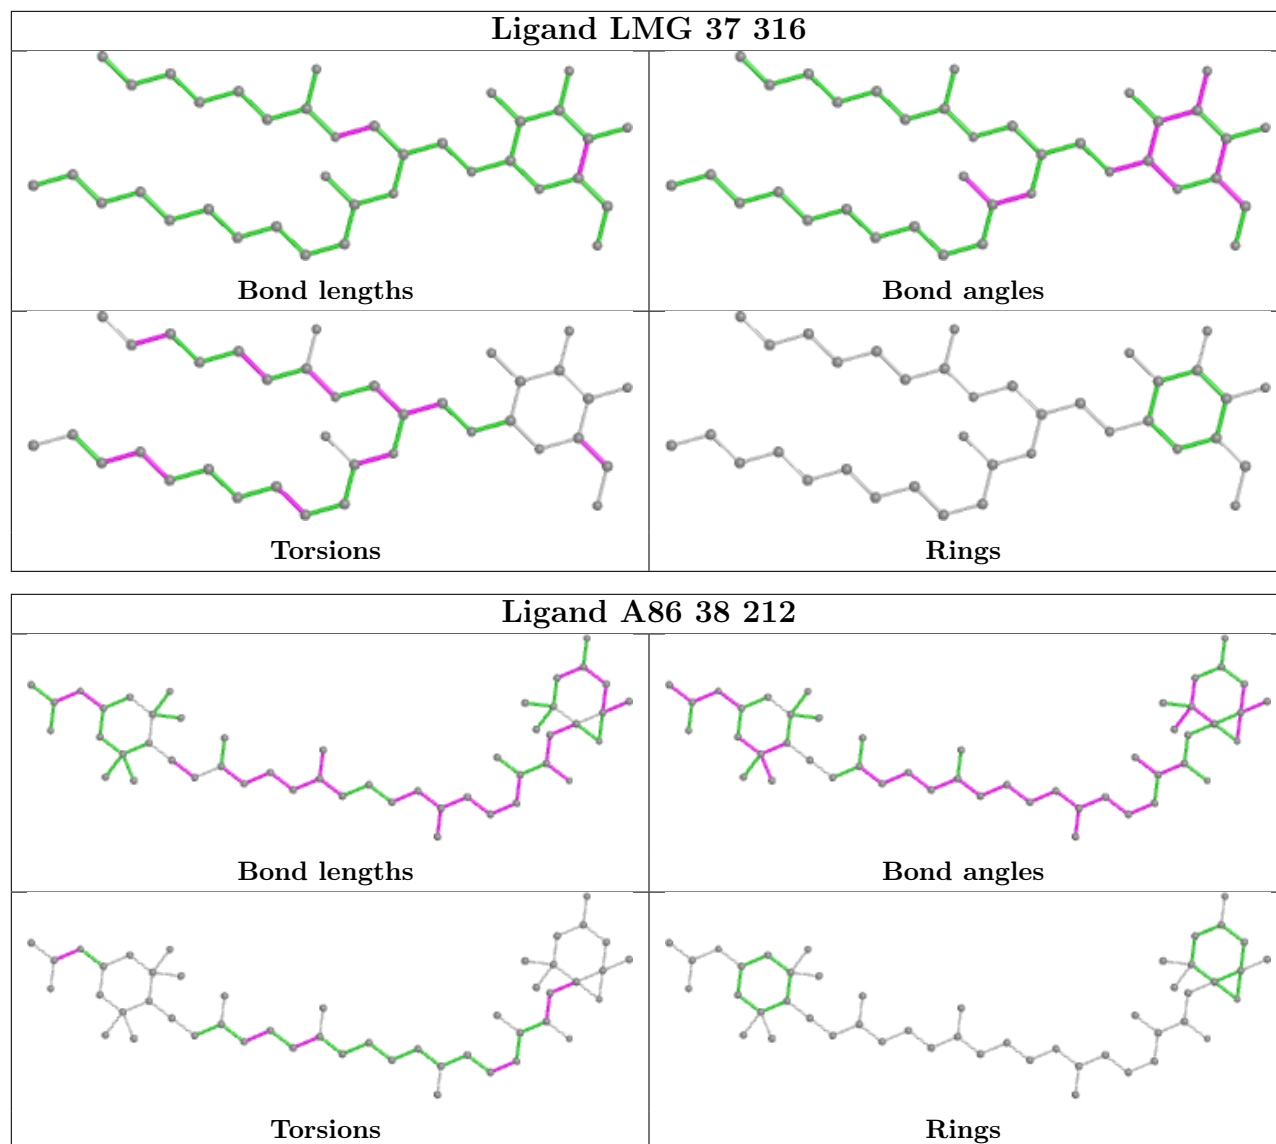 Ligand LMG 37 316
Bond lengths
Bond angles
Torsions
Rings
Ligand A86 38 212
Bond lengths
Bond angles
Torsions
Rings